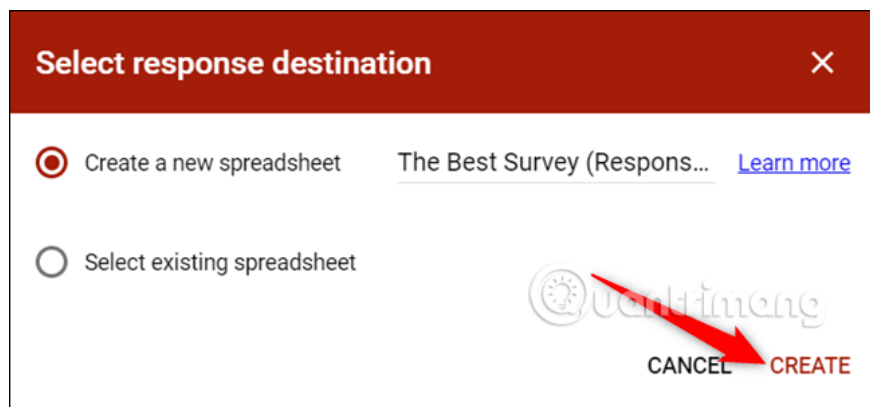 Select response destination
Create a new spreadsheet The Best Survey (Respons... Learn more
Select existing spreadsheet
Quantrimang
CANCEL CREATE